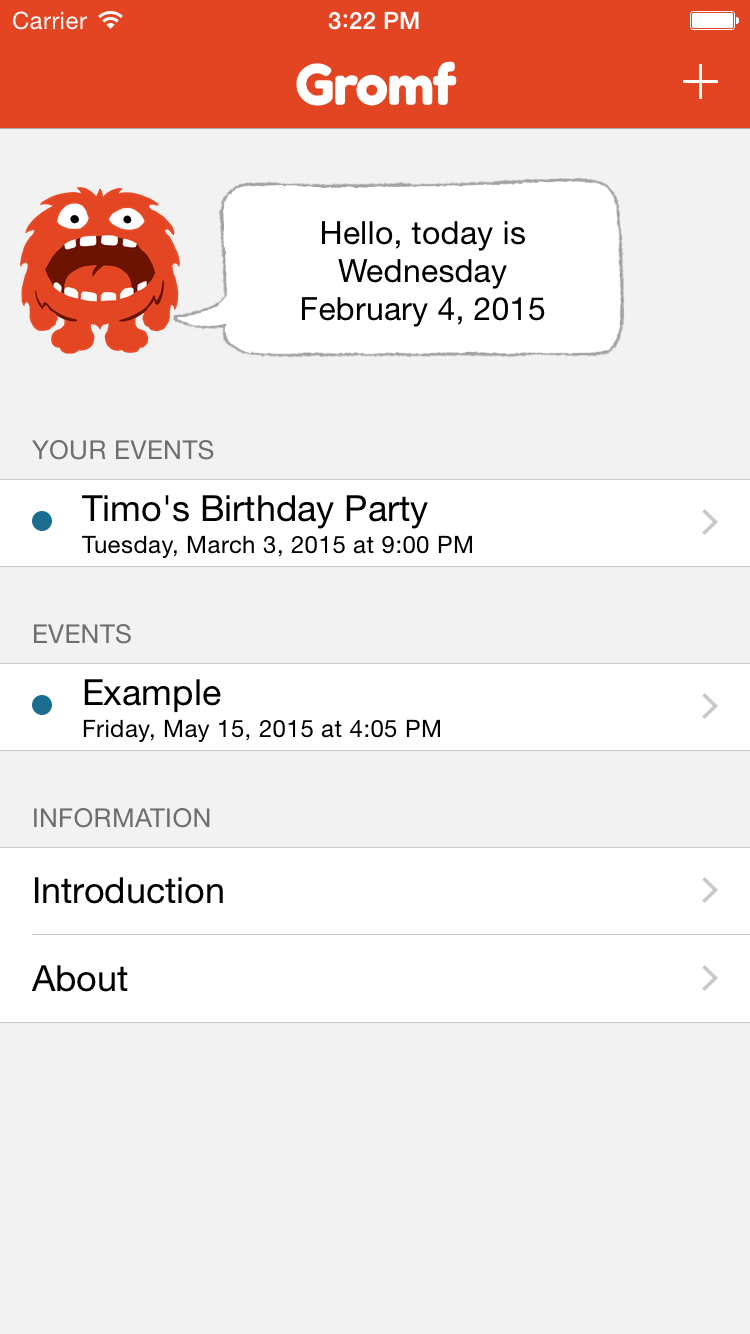 Carrier 3:22 PM
Gromf
Hello, today is
Wednesday
February 4, 2015
YOUR EVENTS
Timo's Birthday Party
Tuesday, March 3, 2015 at 9:00 PM
EVENTS
Example
Friday, May 15, 2015 at 4:05 PM
INFORMATION
Introduction
About